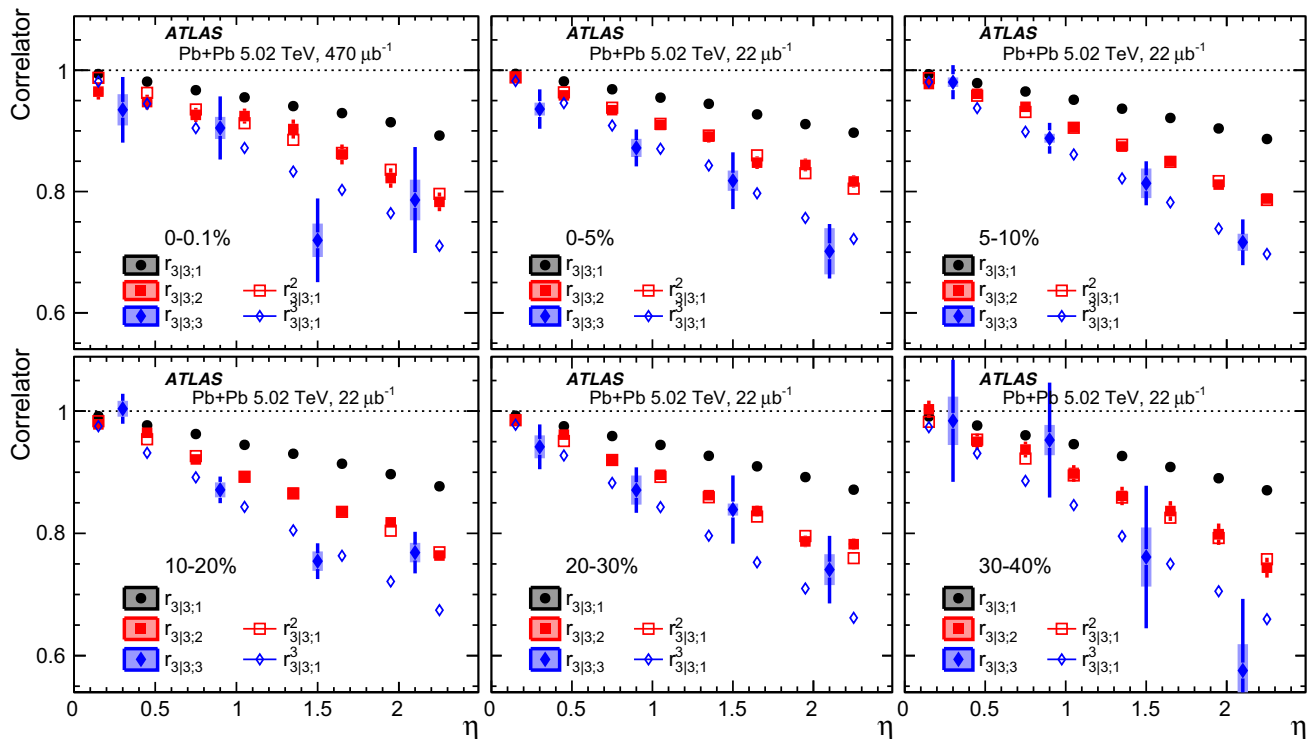 Correlator
ATLAS
Pb+Pb 5.02 TeV, 470 μb⁻¹
1
0.8
0.6
0-0.1%
r₃|₃;₁
r₃|₃;₂ r²₃|₃;₁
r₃|₃;₃ r³₃|₃;₁
ATLAS
Pb+Pb 5.02 TeV, 22 μb⁻¹
0-5%
r₃|₃;₁
r₃|₃;₂ r²₃|₃;₁
r₃|₃;₃ r³₃|₃;₁
ATLAS
Pb+Pb 5.02 TeV, 22 μb⁻¹
5-10%
r₃|₃;₁
r₃|₃;₂ r²₃|₃;₁
r₃|₃;₃ r³₃|₃;₁
Correlator
ATLAS
Pb+Pb 5.02 TeV, 22 μb⁻¹
1
0.8
0.6
10-20%
r₃|₃;₁
r₃|₃;₂ r²₃|₃;₁
r₃|₃;₃ r³₃|₃;₁
0 0.5 1 1.5 2
η
ATLAS
Pb+Pb 5.02 TeV, 22 μb⁻¹
20-30%
r₃|₃;₁
r₃|₃;₂ r²₃|₃;₁
r₃|₃;₃ r³₃|₃;₁
0 0.5 1 1.5 2
η
ATLAS
Pb+Pb 5.02 TeV, 22 μb⁻¹
30-40%
r₃|₃;₁
r₃|₃;₂ r²₃|₃;₁
r₃|₃;₃ r³₃|₃;₁
0 0.5 1 1.5 2
η